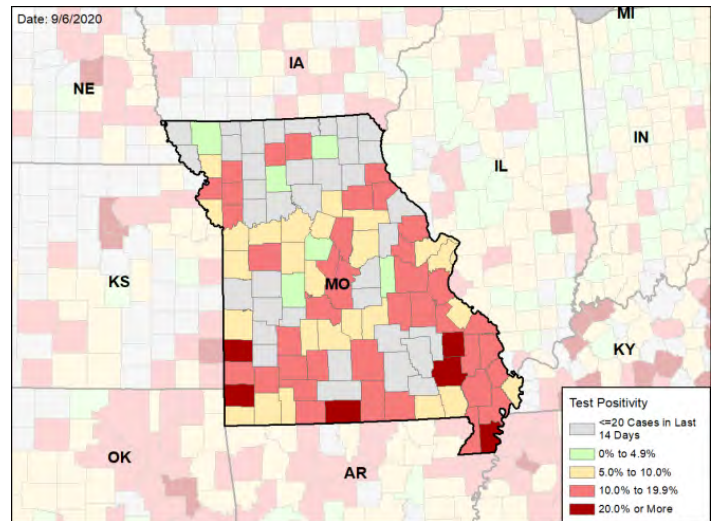 Date: 9/6/2020
MI
NE
IA
IL
IN
KS
MO
KY
OK
AR
Test Positivity
<=20 Cases in Last
14 Days
0% to 4.9%
5.0% to 10.0%
10.0% to 19.9%
20.0% or More